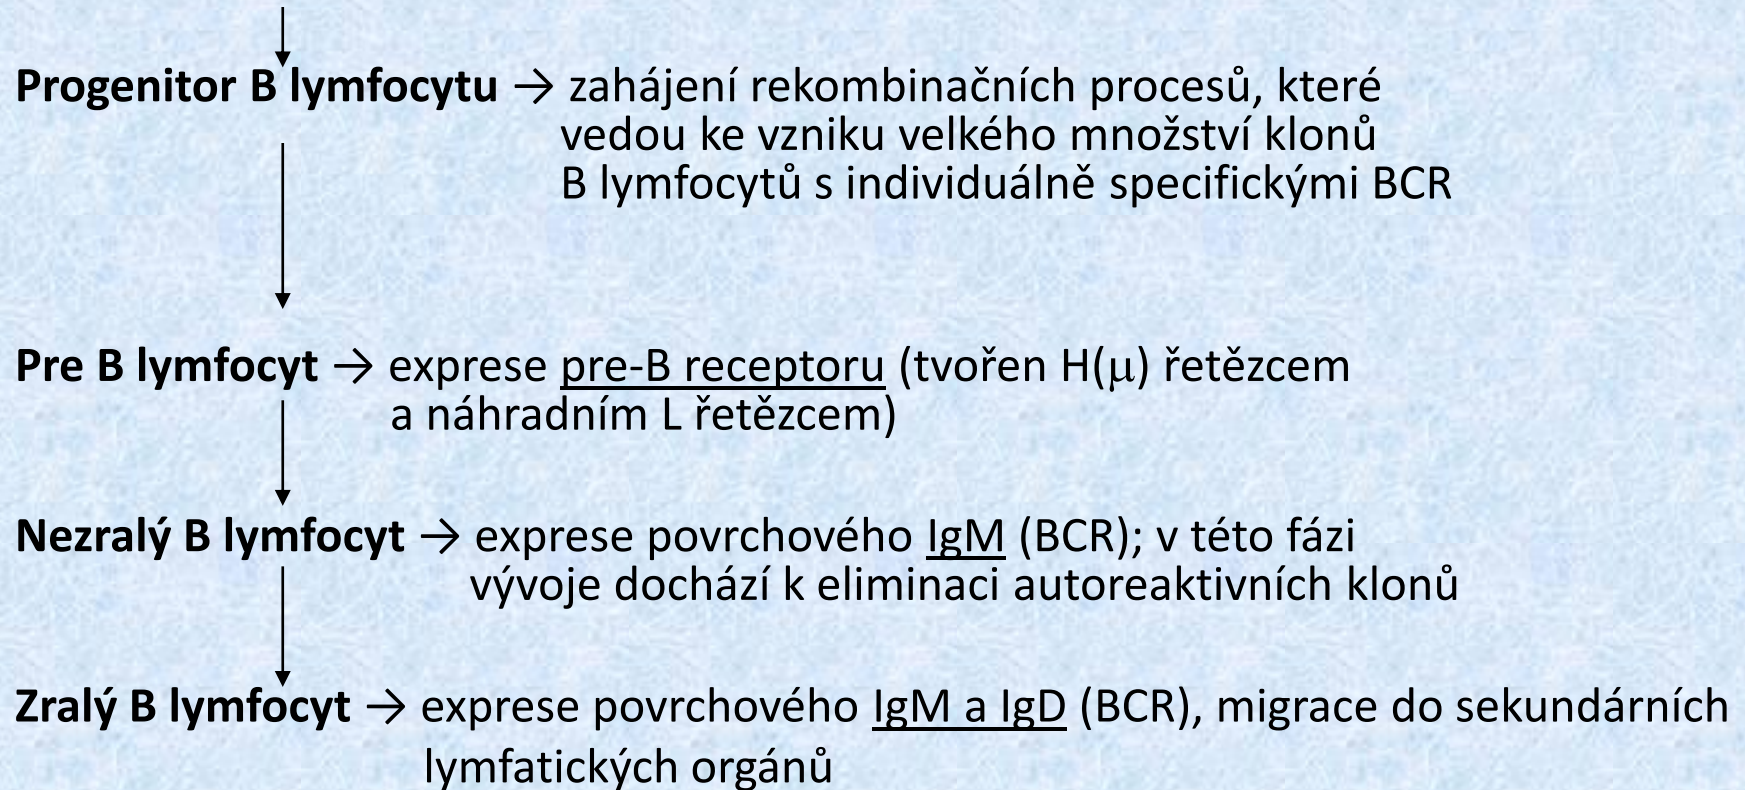 Progenitor B lymfocytu → zahájení rekombinačních procesů, které
vedou ke vzniku velkého množství klonů
B lymfocytů s individuálně specifickými BCR
Pre B lymfocyt → exprese pre-B receptoru (tvořen H(μ) řetězcem
a náhradním L řetězcem)
Nezralý B lymfocyt → exprese povrchového IgM (BCR); v této fázi
vývoje dochází k eliminaci autoreaktivních klonů
Zralý B lymfocyt → exprese povrchového IgM a IgD (BCR), migrace do sekundárních
lymfatických orgánů